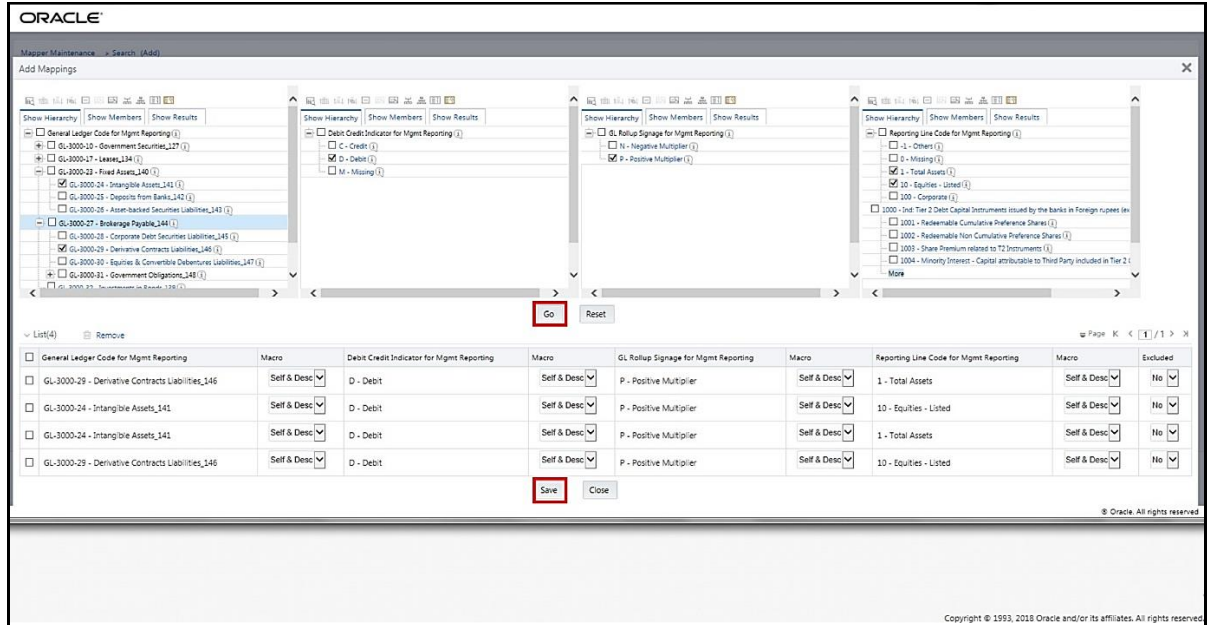 ORACLE
Mapper Maintenance » Search (Add)
Add Mappings
Show Hierarchy Show Members Show Results
General Ledger Code for Mgmt Reporting
GL-3000-10 - Government Securities_127
GL-3000-17 - Leases_134
GL-3000-23 - Fixed Assets_140
GL-3000-24 - Intangible Assets_141
GL-3000-25 - Deposits from Banks_142
GL-3000-26 - Asset-backed Securities Liabilities_143
GL-3000-27 - Brokerage Payable_144
GL-3000-28 - Corporate Debt Securities Liabilities_145
GL-3000-29 - Derivative Contracts Liabilities_146
GL-3000-30 - Equities & Convertible Debentures Liabilities_147
GL-3000-31 - Government Obligations_148
Show Hierarchy Show Members Show Results
Debit Credit Indicator for Mgmt Reporting
C - Credit
D - Debit
M - Missing
Show Hierarchy Show Members Show Results
GL Rollup Signage for Mgmt Reporting
N - Negative Multiplier
P - Positive Multiplier
Show Hierarchy Show Members Show Results
Reporting Line Code for Mgmt Reporting
-1 - Others
0 - Missing
1 - Total Assets
10 - Equities - Listed
100 - Corporate
1000 - Ind: Tier 2 Debt Capital Instruments issued by the banks in Foreign rupees (ex
1001 - Redeemable Cumulative Preference Shares
1002 - Redeemable Non Cumulative Preference Shares
1003 - Share Premium related to T2 Instruments
1004 - Minority Interest - Capital attributable to Third Party included in Tier 2
More
Go Reset
List(4) Remove Page 1 / 1
General Ledger Code for Mgmt Reporting Macro Debit Credit Indicator for Mgmt Reporting Macro GL Rollup Signage for Mgmt Reporting Macro Reporting Line Code for Mgmt Reporting Macro Excluded
GL-3000-29 - Derivative Contracts Liabilities_146 Self & Desc D - Debit Self & Desc P - Positive Multiplier Self & Desc 1 - Total Assets Self & Desc No
GL-3000-24 - Intangible Assets_141 Self & Desc D - Debit Self & Desc P - Positive Multiplier Self & Desc 10 - Equities - Listed Self & Desc No
GL-3000-24 - Intangible Assets_141 Self & Desc D - Debit Self & Desc P - Positive Multiplier Self & Desc 1 - Total Assets Self & Desc No
GL-3000-29 - Derivative Contracts Liabilities_146 Self & Desc D - Debit Self & Desc P - Positive Multiplier Self & Desc 10 - Equities - Listed Self & Desc No
Save Close
® Oracle. All rights reserved
Copyright © 1993, 2018 Oracle and/or its affiliates. All rights reserved.